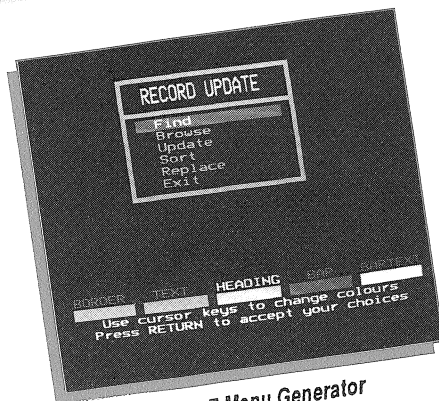 RECORD UPDATE
Find
Browse
Update
Sort
Replace
Exit
BORDER TEXT HEADING BAR BARTEXT
Use cursor keys to change colours
Press RETURN to accept your choices
Menu Generator